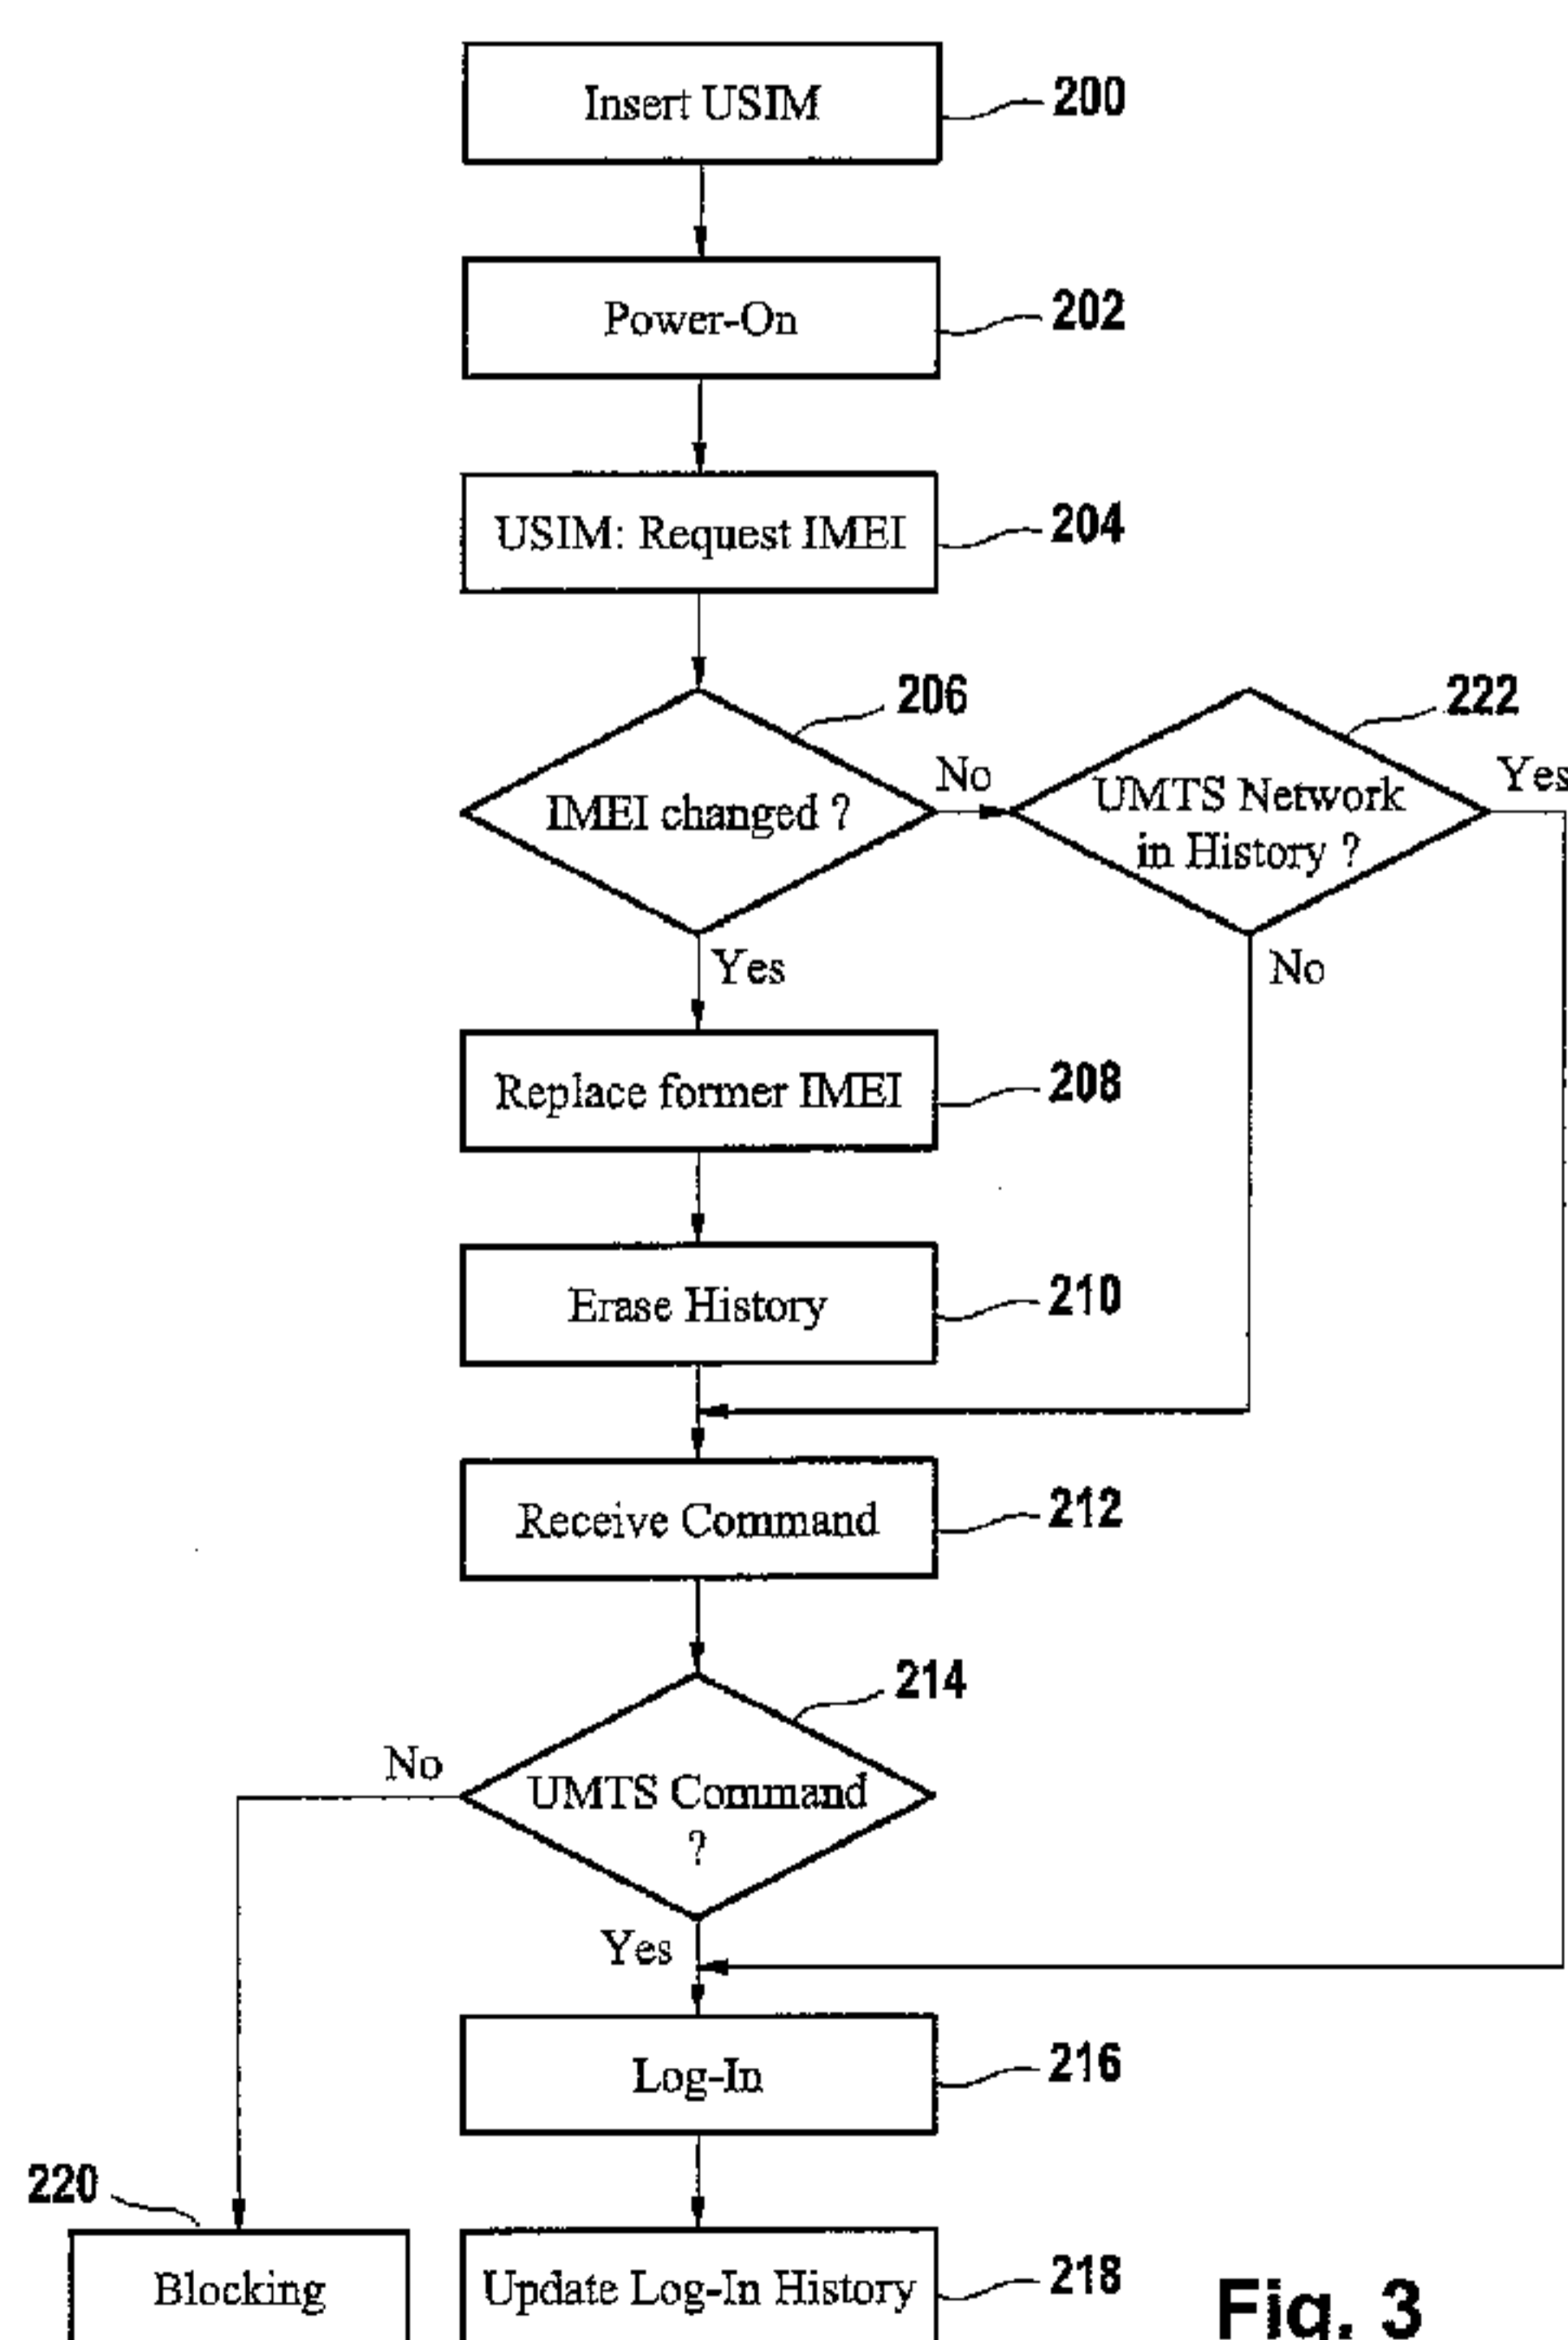 Insert USIM
200
Power-On
202
USIM: Request IMEI
204
206
222
IMEI changed ?
No
UMTS Network
in History ?
Yes
Yes
No
Replace former IMEI
208
Erase History
210
Receive Command
212
214
No
UMTS Command
?
Yes
Log-In
216
220
Blocking
Update Log-In History
218
Fig. 3